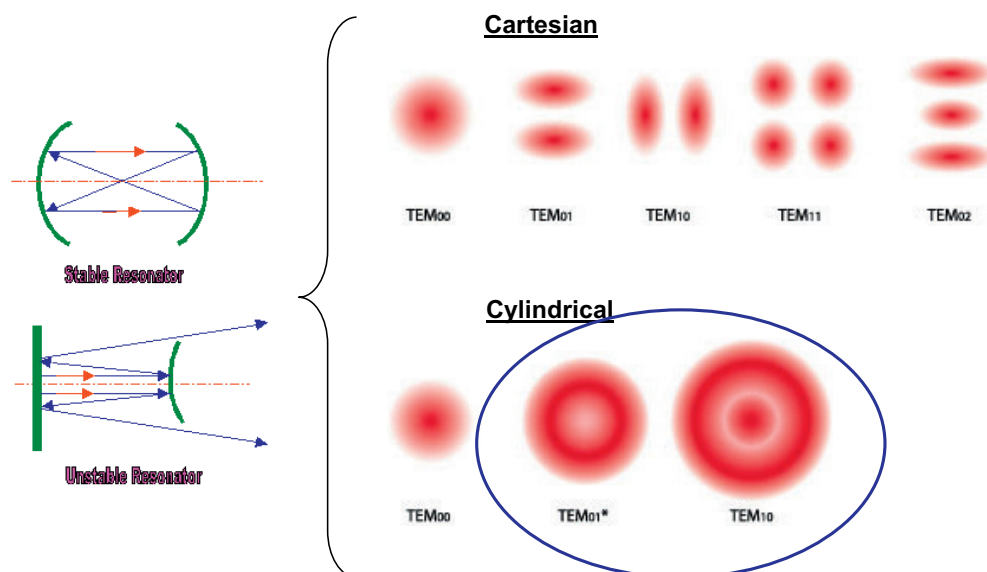 Cartesian
TEM00 TEM01 TEM10 TEM11 TEM02
Stable Resonator
Cylindrical
Unstable Resonator
TEM00 TEM01* TEM10